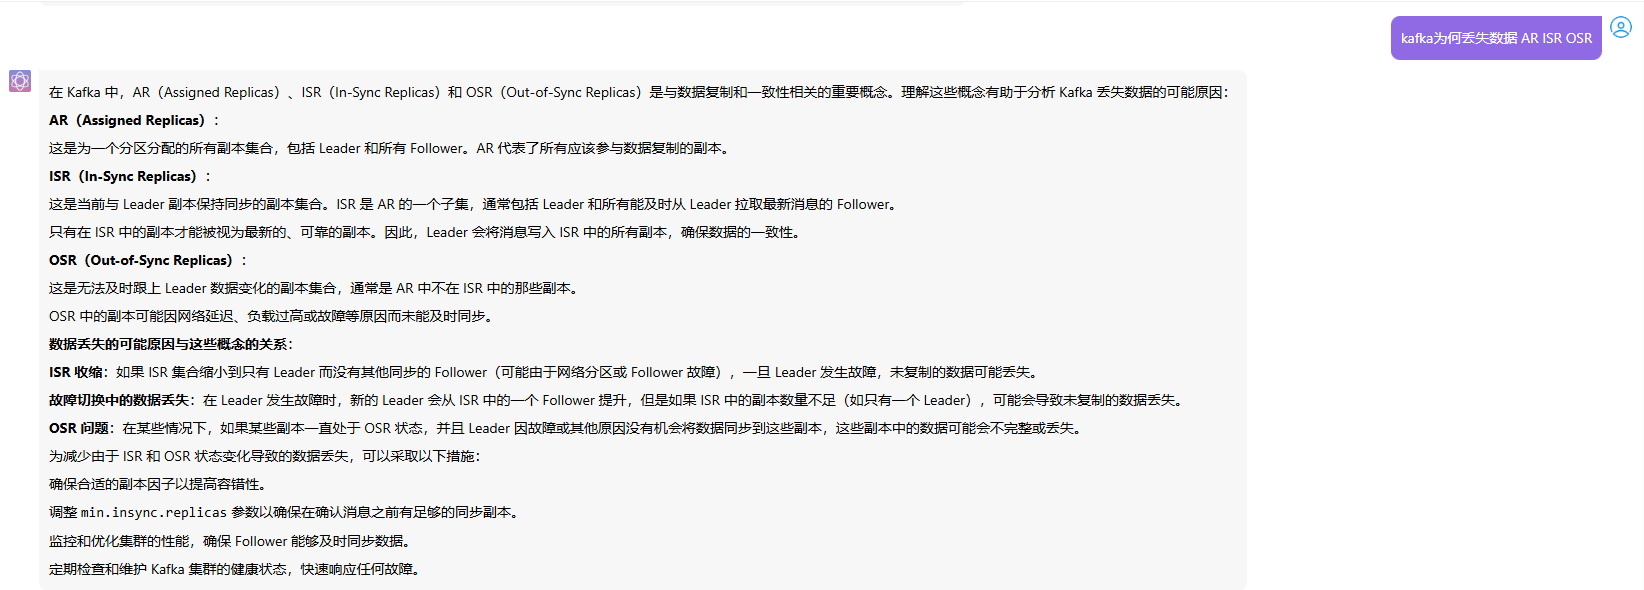 kafka为何丢失数据 AR ISR OSR
在 Kafka 中，AR（Assigned Replicas）、ISR（In-Sync Replicas）和 OSR（Out-of-Sync Replicas）是与数据复制和一致性相关的重要概念。理解这些概念有助于分析 Kafka 丢失数据的可能原因：
AR（Assigned Replicas）：
这是为一个分区分配的所有副本集合，包括 Leader 和所有 Follower。AR 代表了所有应该参与数据复制的副本。
ISR（In-Sync Replicas）：
这是当前与 Leader 副本保持同步的副本集合。ISR 是 AR 的一个子集，通常包括 Leader 和所有能及时从 Leader 拉取最新消息的 Follower。
只有在 ISR 中的副本才能被视为最新的、可靠的副本。因此，Leader 会将消息写入 ISR 中的所有副本，确保数据的一致性。
OSR（Out-of-Sync Replicas）：
这是无法及时跟上 Leader 数据变化的副本集合，通常是 AR 中不在 ISR 中的那些副本。
OSR 中的副本可能因网络延迟、负载过高或故障等原因而未能及时同步。
数据丢失的可能原因与这些概念的关系：
ISR 收缩：如果 ISR 集合缩小到只有 Leader 而没有其他同步的 Follower（可能由于网络分区或 Follower 故障），一旦 Leader 发生故障，未复制的数据可能丢失。
故障切换中的数据丢失：在 Leader 发生故障时，新的 Leader 会从 ISR 中的一个 Follower 提升，但是如果 ISR 中的副本数量不足（如只有一个 Leader），可能会导致未复制的数据丢失。
OSR 问题：在某些情况下，如果某些副本一直处于 OSR 状态，并且 Leader 因故障或其他原因没有机会将数据同步到这些副本，这些副本中的数据可能会不完整或丢失。
为减少由于 ISR 和 OSR 状态变化导致的数据丢失，可以采取以下措施：
确保合适的副本因子以提高容错性。
调整 min.insync.replicas 参数以确保在确认消息之前有足够的同步副本。
监控和优化集群的性能，确保 Follower 能够及时同步数据。
定期检查和维护 Kafka 集群的健康状态，快速响应任何故障。